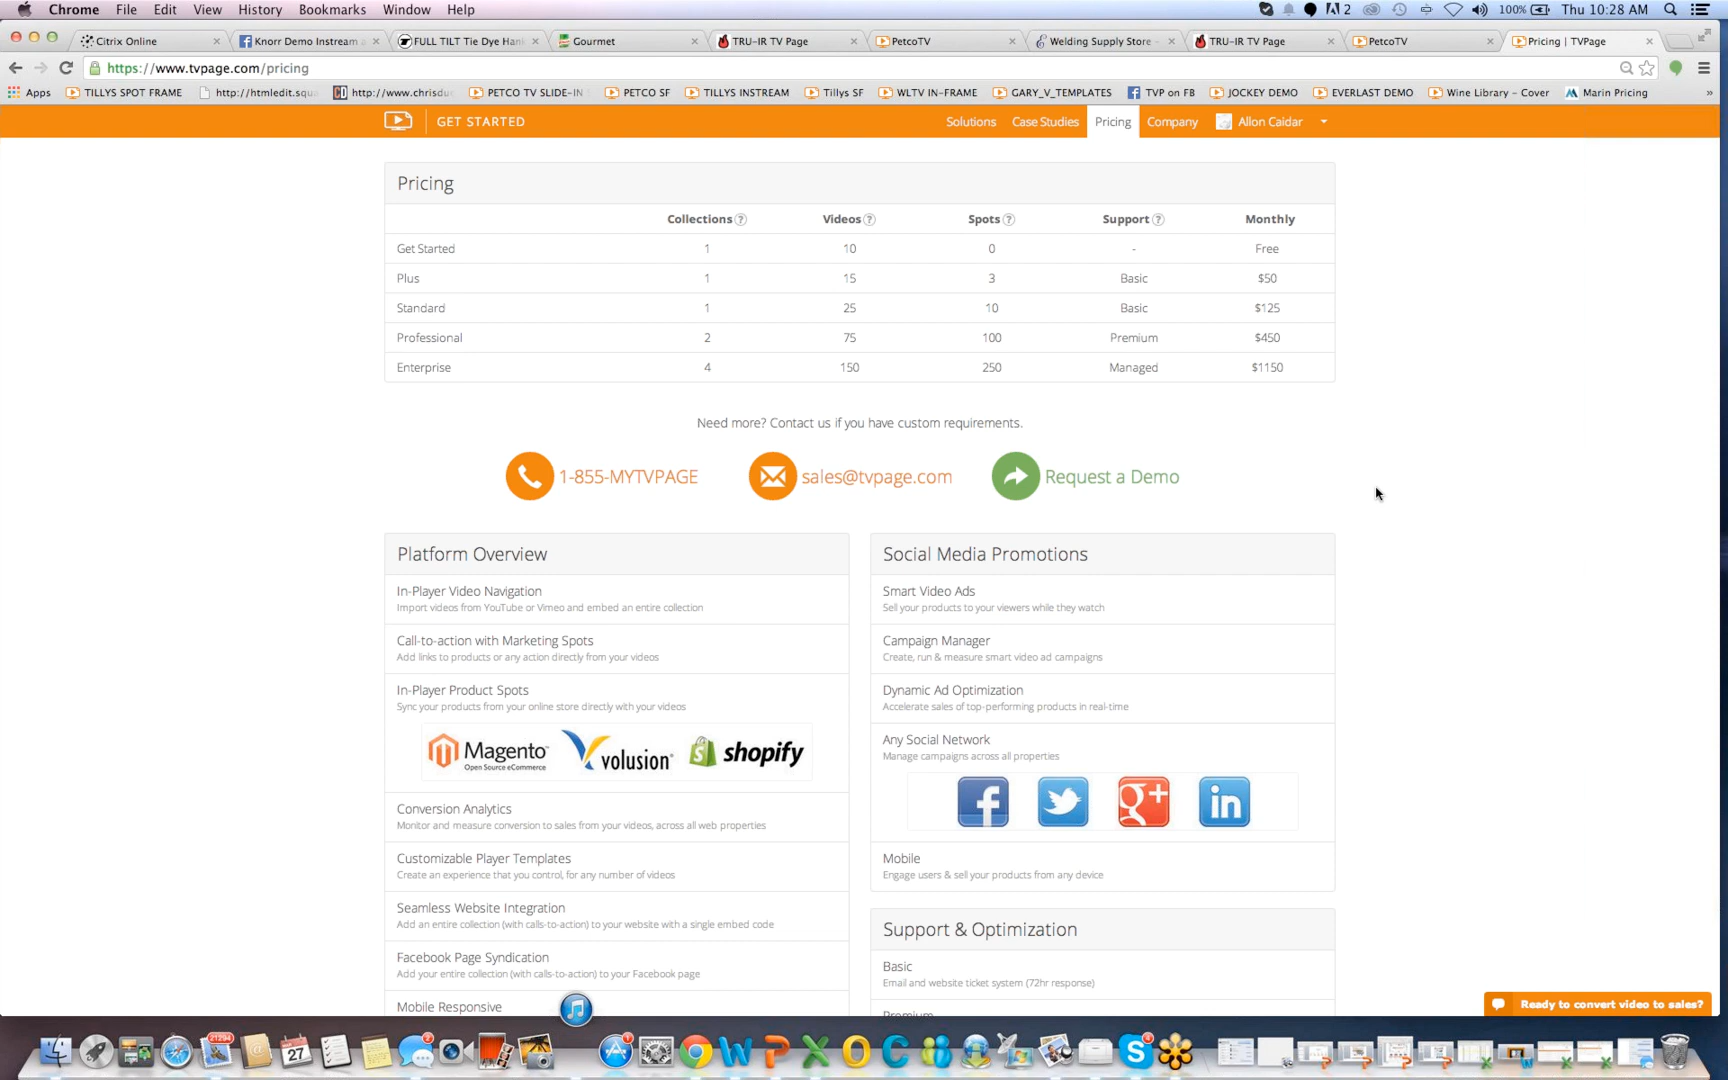 Chrome File Edit View History Bookmarks Window Help 2 100% Thu 10:28 AM
Citrix Online Knorr Demo Instream FULL TILT Tie Dye Han Gourmet TRU-IR TV Page PetcoTV Welding Supply Store - TRU-IR TV Page PetcoTV Pricing | TVPage
https://www.tvpage.com/pricing
Apps TILLYS SPOT FRAME http://htmledit.squa http://www.chrisdu PETCO TV SLIDE-IN PETCO SF TILLYS INSTREAM Tillys SF WLTV IN-FRAME GARY_V_TEMPLATES TVP on FB JOCKEY DEMO EVERLAST DEMO Wine Library - Cover Marin Pricing »
GET STARTED Solutions Case Studies Pricing Company Allon Caidar
Pricing
Collections ? Videos ? Spots ? Support ? Monthly
Get Started 1 10 0 - Free
Plus 1 15 3 Basic $50
Standard 1 25 10 Basic $125
Professional 2 75 100 Premium $450
Enterprise 4 150 250 Managed $1150
Need more? Contact us if you have custom requirements.
1-855-MYTVPAGE sales@tvpage.com Request a Demo
Platform Overview
In-Player Video Navigation
Import videos from YouTube or Vimeo and embed an entire collection
Call-to-action with Marketing Spots
Add links to products or any action directly from your videos
In-Player Product Spots
Sync your products from your online store directly with your videos
Magento Open Source eCommerce volusion shopify
Conversion Analytics
Monitor and measure conversion to sales from your videos, across all web properties
Customizable Player Templates
Create an experience that you control, for any number of videos
Seamless Website Integration
Add an entire collection (with calls-to-action) to your website with a single embed code
Facebook Page Syndication
Add your entire collection (with calls-to-action) to your Facebook page
Mobile Responsive
Social Media Promotions
Smart Video Ads
Sell your products to your viewers while they watch
Campaign Manager
Create, run & measure smart video ad campaigns
Dynamic Ad Optimization
Accelerate sales of top-performing products in real-time
Any Social Network
Manage campaigns across all properties
f g+ in
Mobile
Engage users & sell your products from any device
Support & Optimization
Basic
Email and website ticket system (72hr response)
Premium
Ready to convert video to sales?
21294 27 2 1